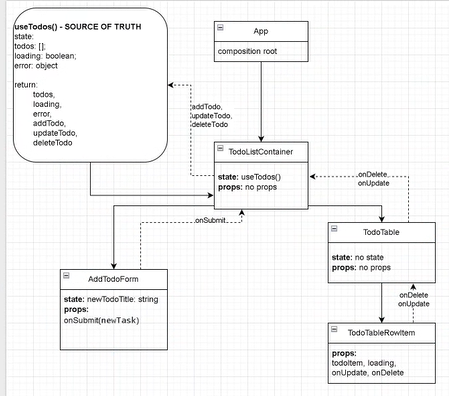 useTodos() - SOURCE OF TRUTH
state:
todos: [];
loading: boolean;
error: object
return:
todos,
loading,
error,
addTodo,
updateTodo,
deleteTodo
App
composition root
addTodo,
updateTodo,
deleteTodo
TodoListContainer
state: useTodos()
props: no props
onDelete
onUpdate
onSubmit
TodoTable
state: no state
props: no props
AddTodoForm
state: newTodoTitle: string
props:
onSubmit(newTask)
onDelete
onUpdate
TodoTableRowItem
props:
todoItem, loading,
onUpdate, onDelete